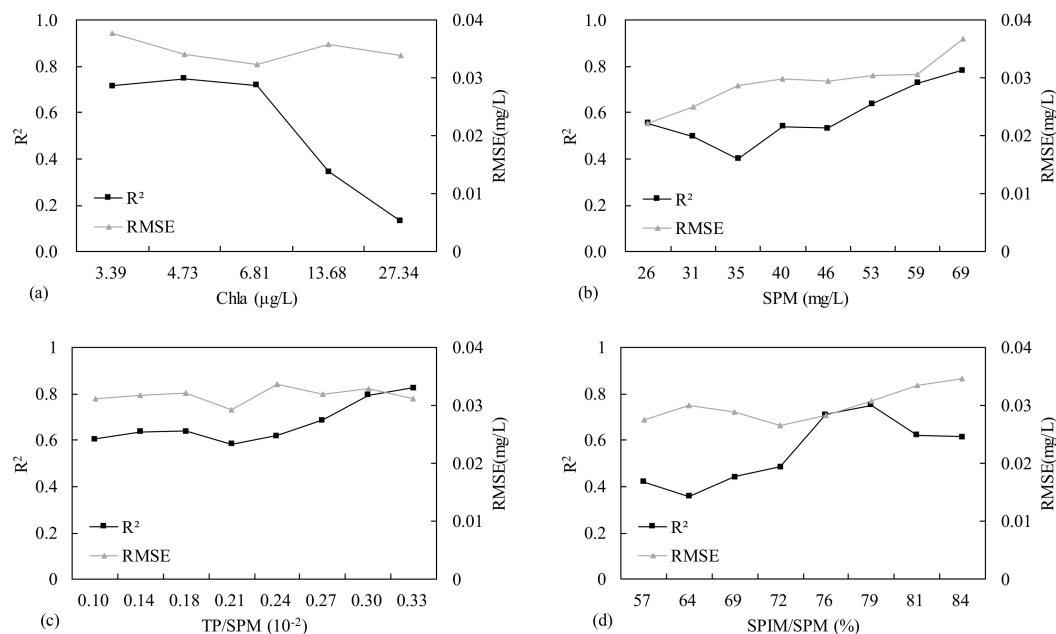 1.0
0.8
0.6
0.4
0.2
0.0
R²
0.04
0.03
0.02
0.01
0
RMSE(mg/L)
R²
RMSE
3.39 4.73 6.81 13.68 27.34
(a) Chla (µg/L)
1.0
0.8
0.6
0.4
0.2
0.0
R²
0.04
0.03
0.02
0.01
0
RMSE(mg/L)
R²
RMSE
26 31 35 40 46 53 59 69
(b) SPM (mg/L)
1
0.8
0.6
0.4
0.2
0
R²
0.04
0.03
0.02
0.01
0
RMSE(mg/L)
R²
RMSE
0.10 0.14 0.18 0.21 0.24 0.27 0.30 0.33
(c) TP/SPM (10⁻²)
1
0.8
0.6
0.4
0.2
0
R²
0.04
0.03
0.02
0.01
0
RMSE(mg/L)
R²
RMSE
57 64 69 72 76 79 81 84
(d) SPIM/SPM (%)